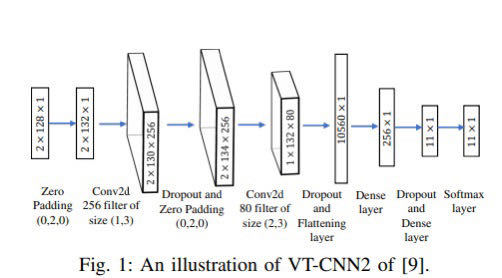 2 × 128 × 1
2 × 132 × 1
2 × 130 × 256
2 × 134 × 256
1 × 132 × 80
10560 × 1
256 × 1
11 × 1
11 × 1
Zero
Padding
(0,2,0)
Conv2d
256 filter of
size (1,3)
Dropout and
Zero Padding
(0,2,0)
Conv2d
80 filter of
size (2,3)
Dropout
and
Flattening
layer
Dense
layer
Dropout
and
Dense
layer
Softmax
layer
Fig. 1: An illustration of VT-CNN2 of [9].